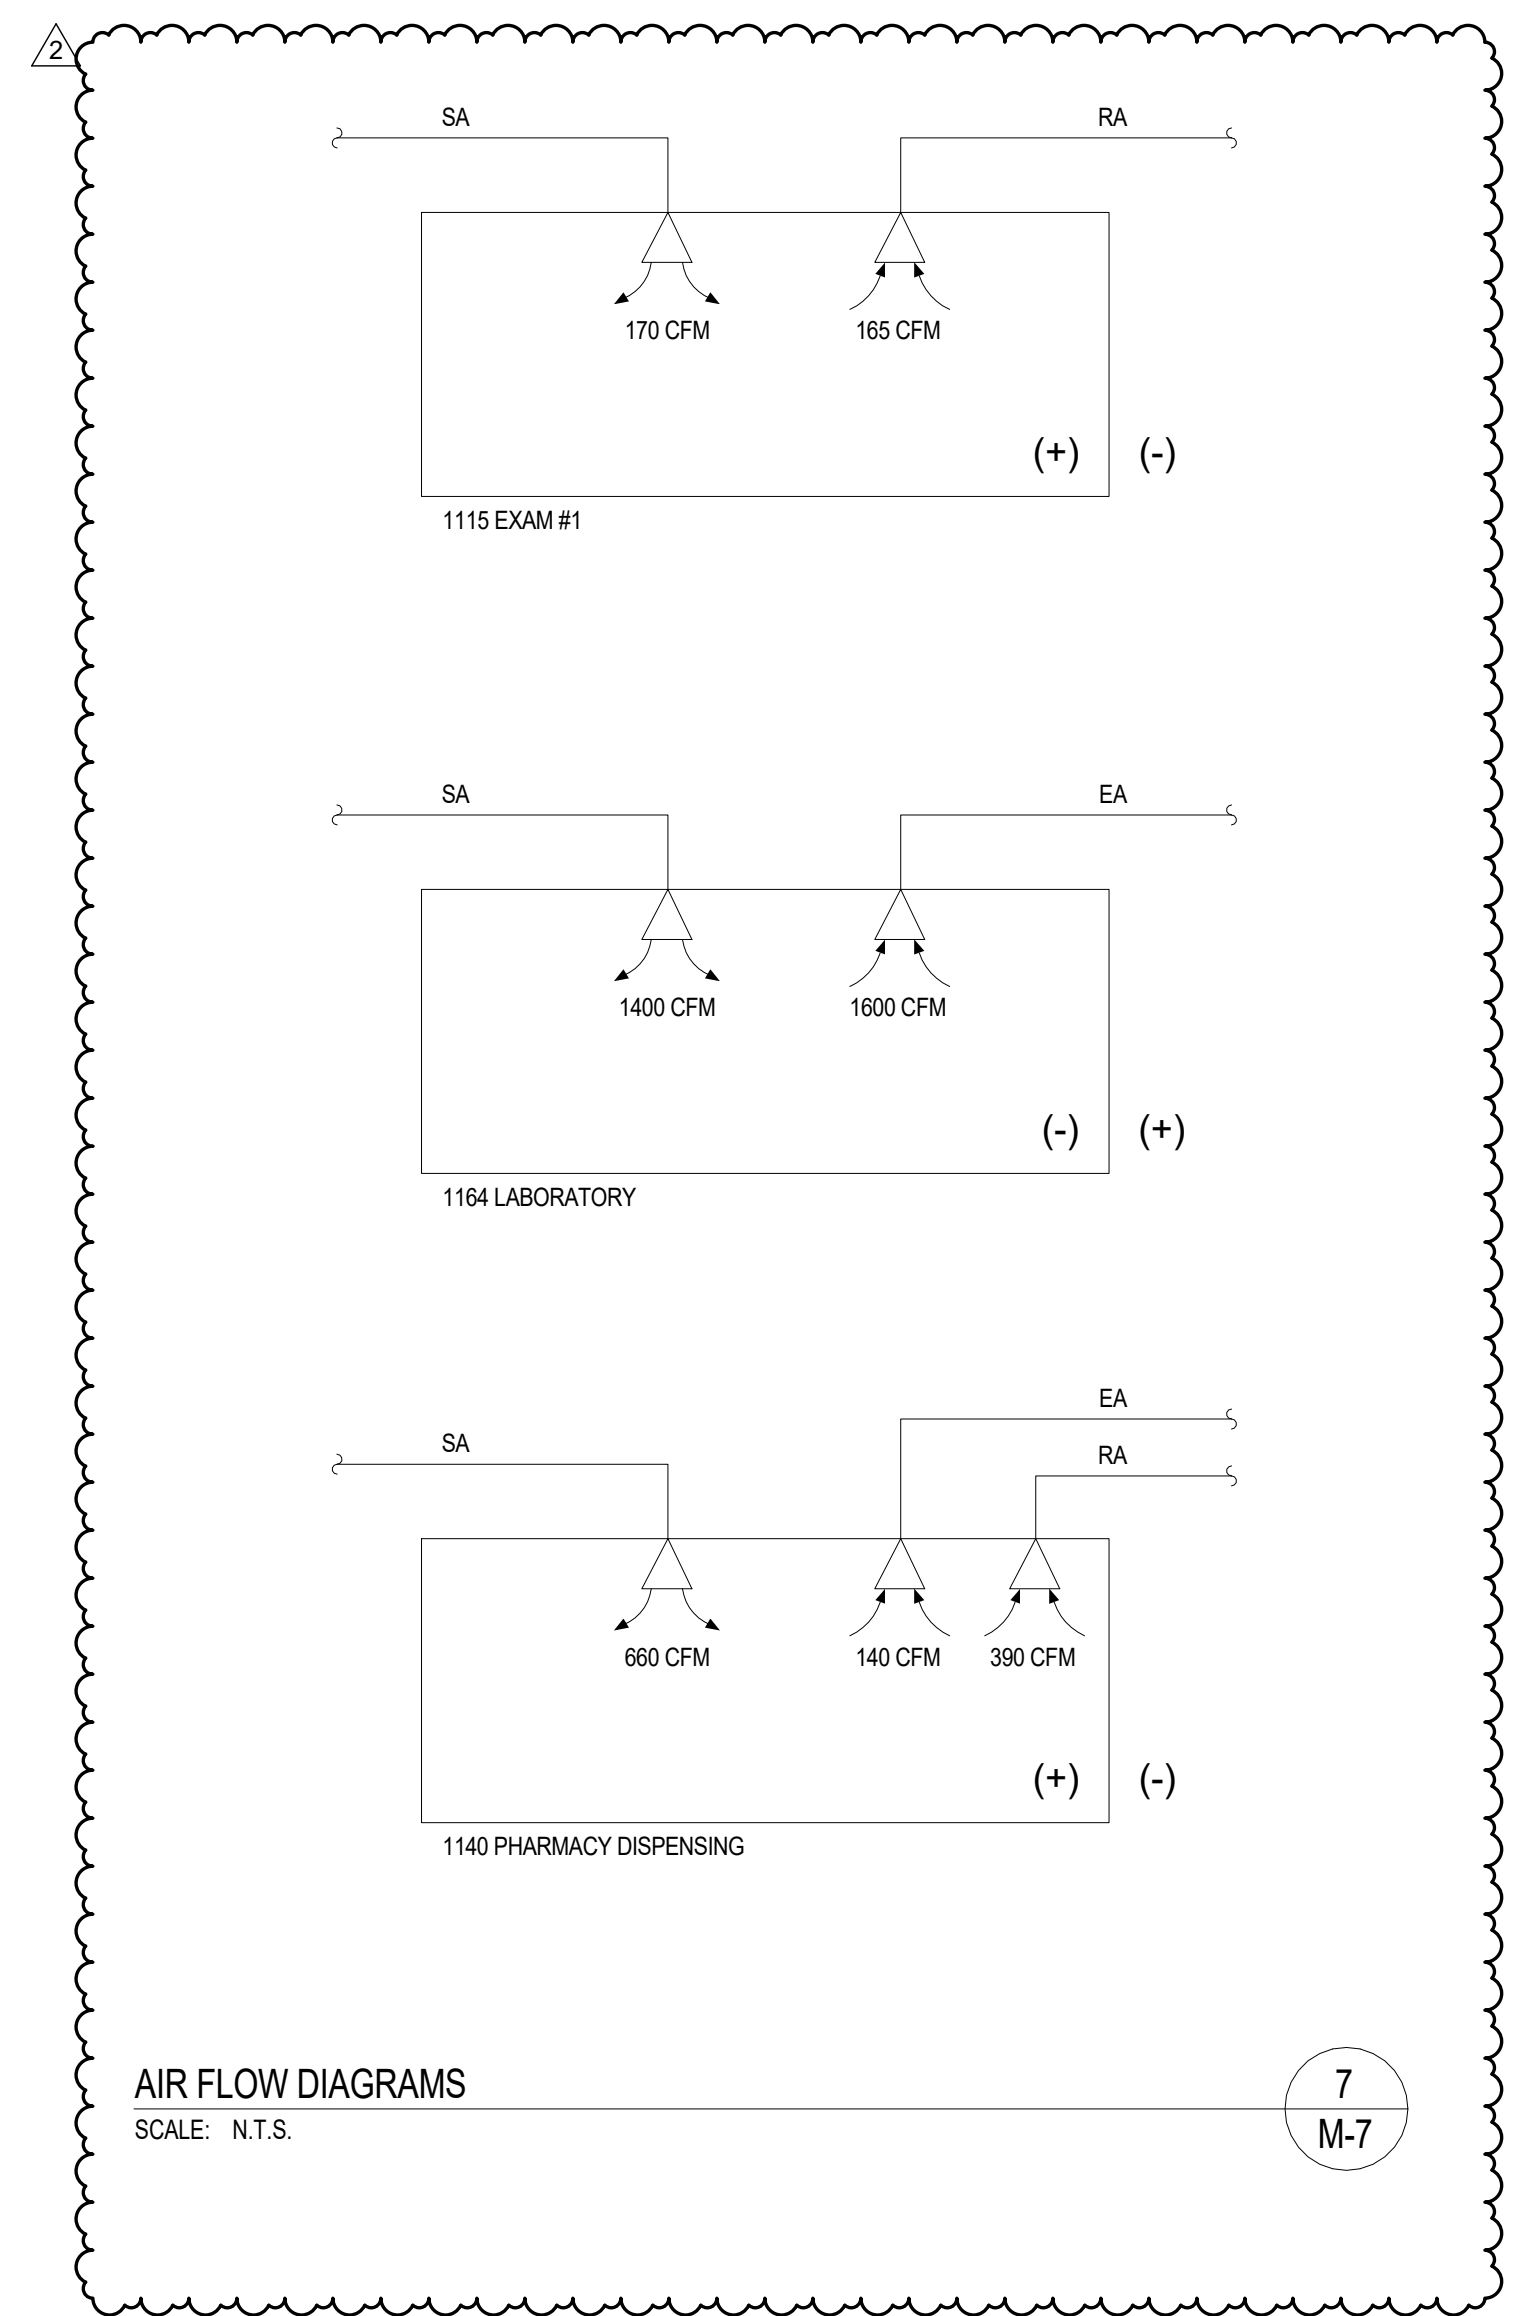 2
SA
RA
170 CFM
165 CFM
(+)
(-)
1115 EXAM #1
SA
EA
1400 CFM
1600 CFM
(-)
(+)
1164 LABORATORY
EA
SA
RA
660 CFM
140 CFM
390 CFM
(+)
(-)
1140 PHARMACY DISPENSING
AIR FLOW DIAGRAMS
SCALE: N.T.S.
7
M-7